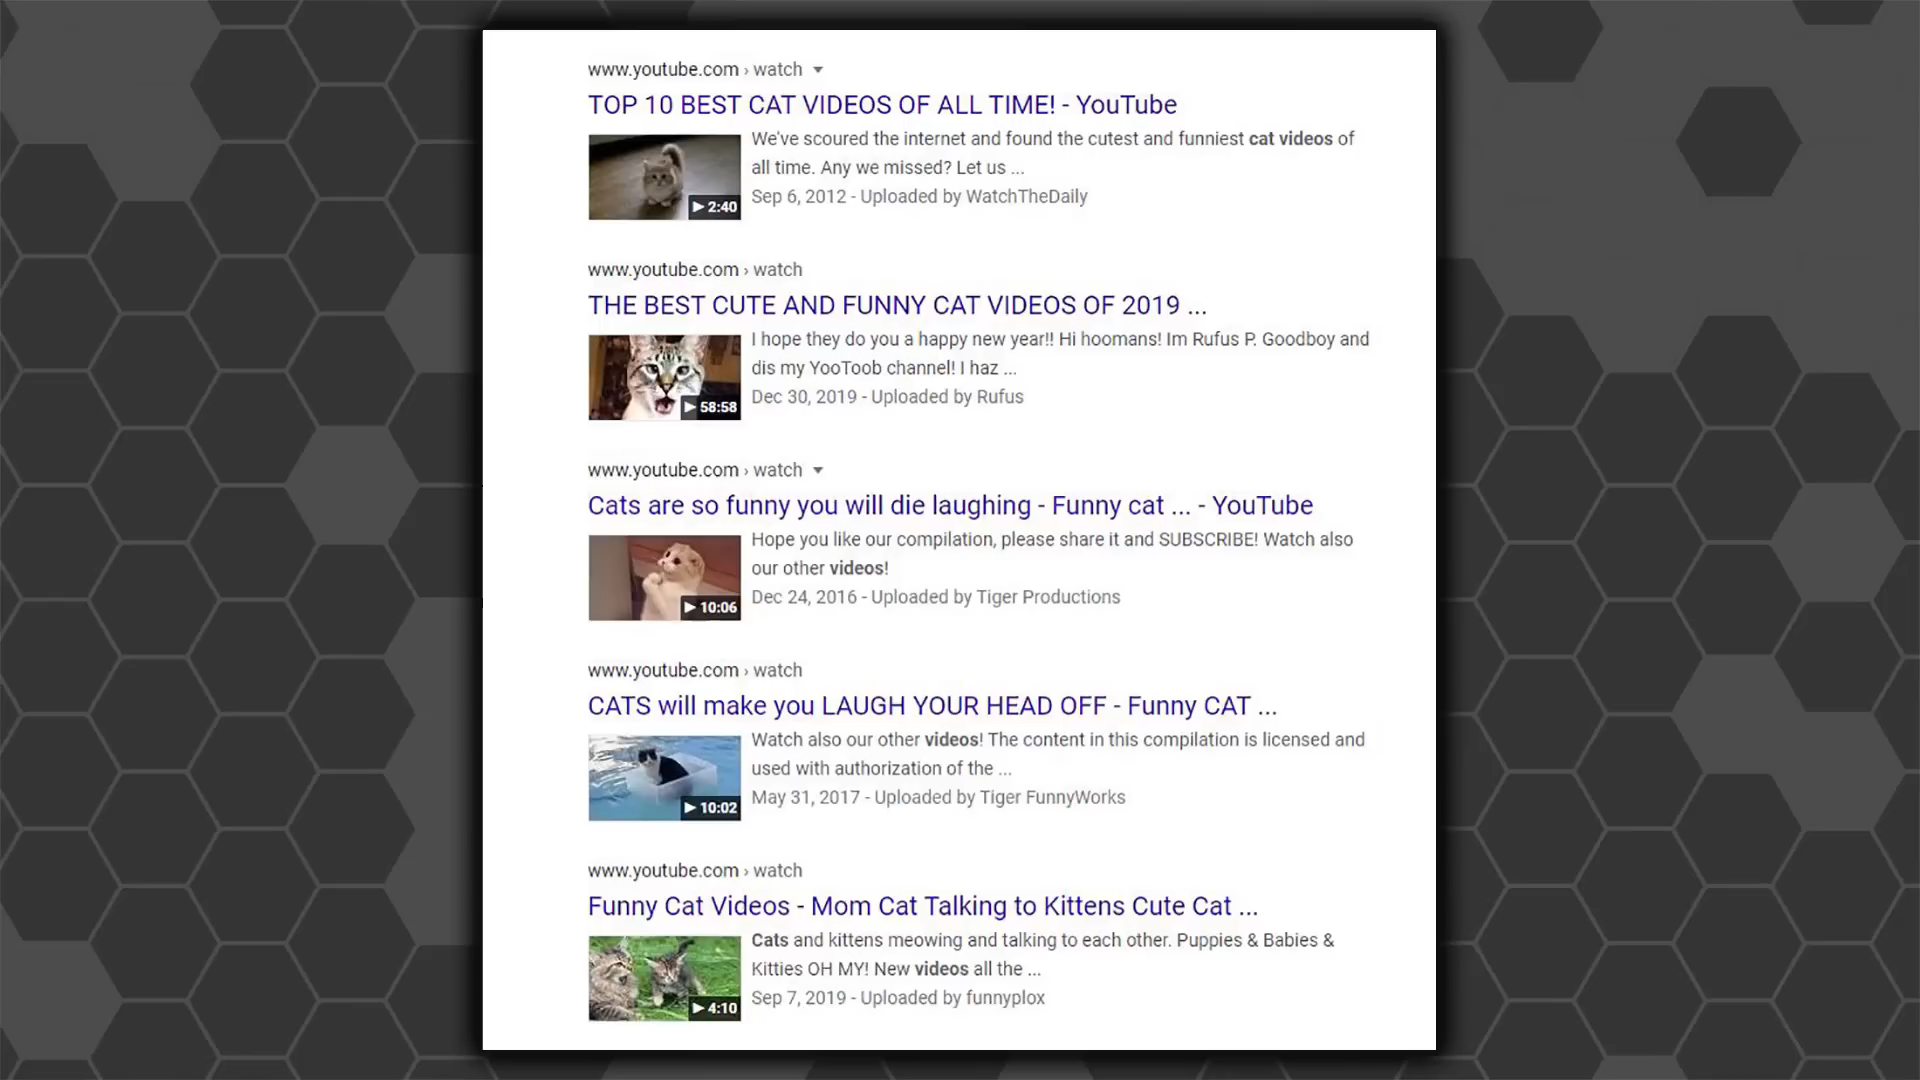 www.youtube.com › watch
TOP 10 BEST CAT VIDEOS OF ALL TIME! - YouTube
We've scoured the internet and found the cutest and funniest cat videos of
all time. Any we missed? Let us ...
2:40
Sep 6, 2012 - Uploaded by WatchTheDaily
www.youtube.com › watch
THE BEST CUTE AND FUNNY CAT VIDEOS OF 2019 ...
I hope they do you a happy new year!! Hi hoomans! Im Rufus P. Goodboy and
dis my YooToob channel! I haz ...
58:58
Dec 30, 2019 - Uploaded by Rufus
www.youtube.com › watch
Cats are so funny you will die laughing - Funny cat ... - YouTube
Hope you like our compilation, please share it and SUBSCRIBE! Watch also
our other videos!
10:06
Dec 24, 2016 - Uploaded by Tiger Productions
www.youtube.com › watch
CATS will make you LAUGH YOUR HEAD OFF - Funny CAT ...
Watch also our other videos! The content in this compilation is licensed and
used with authorization of the ...
10:02
May 31, 2017 - Uploaded by Tiger FunnyWorks
www.youtube.com › watch
Funny Cat Videos - Mom Cat Talking to Kittens Cute Cat ...
Cats and kittens meowing and talking to each other. Puppies & Babies &
Kitties OH MY! New videos all the ...
4:10
Sep 7, 2019 - Uploaded by funnyplox